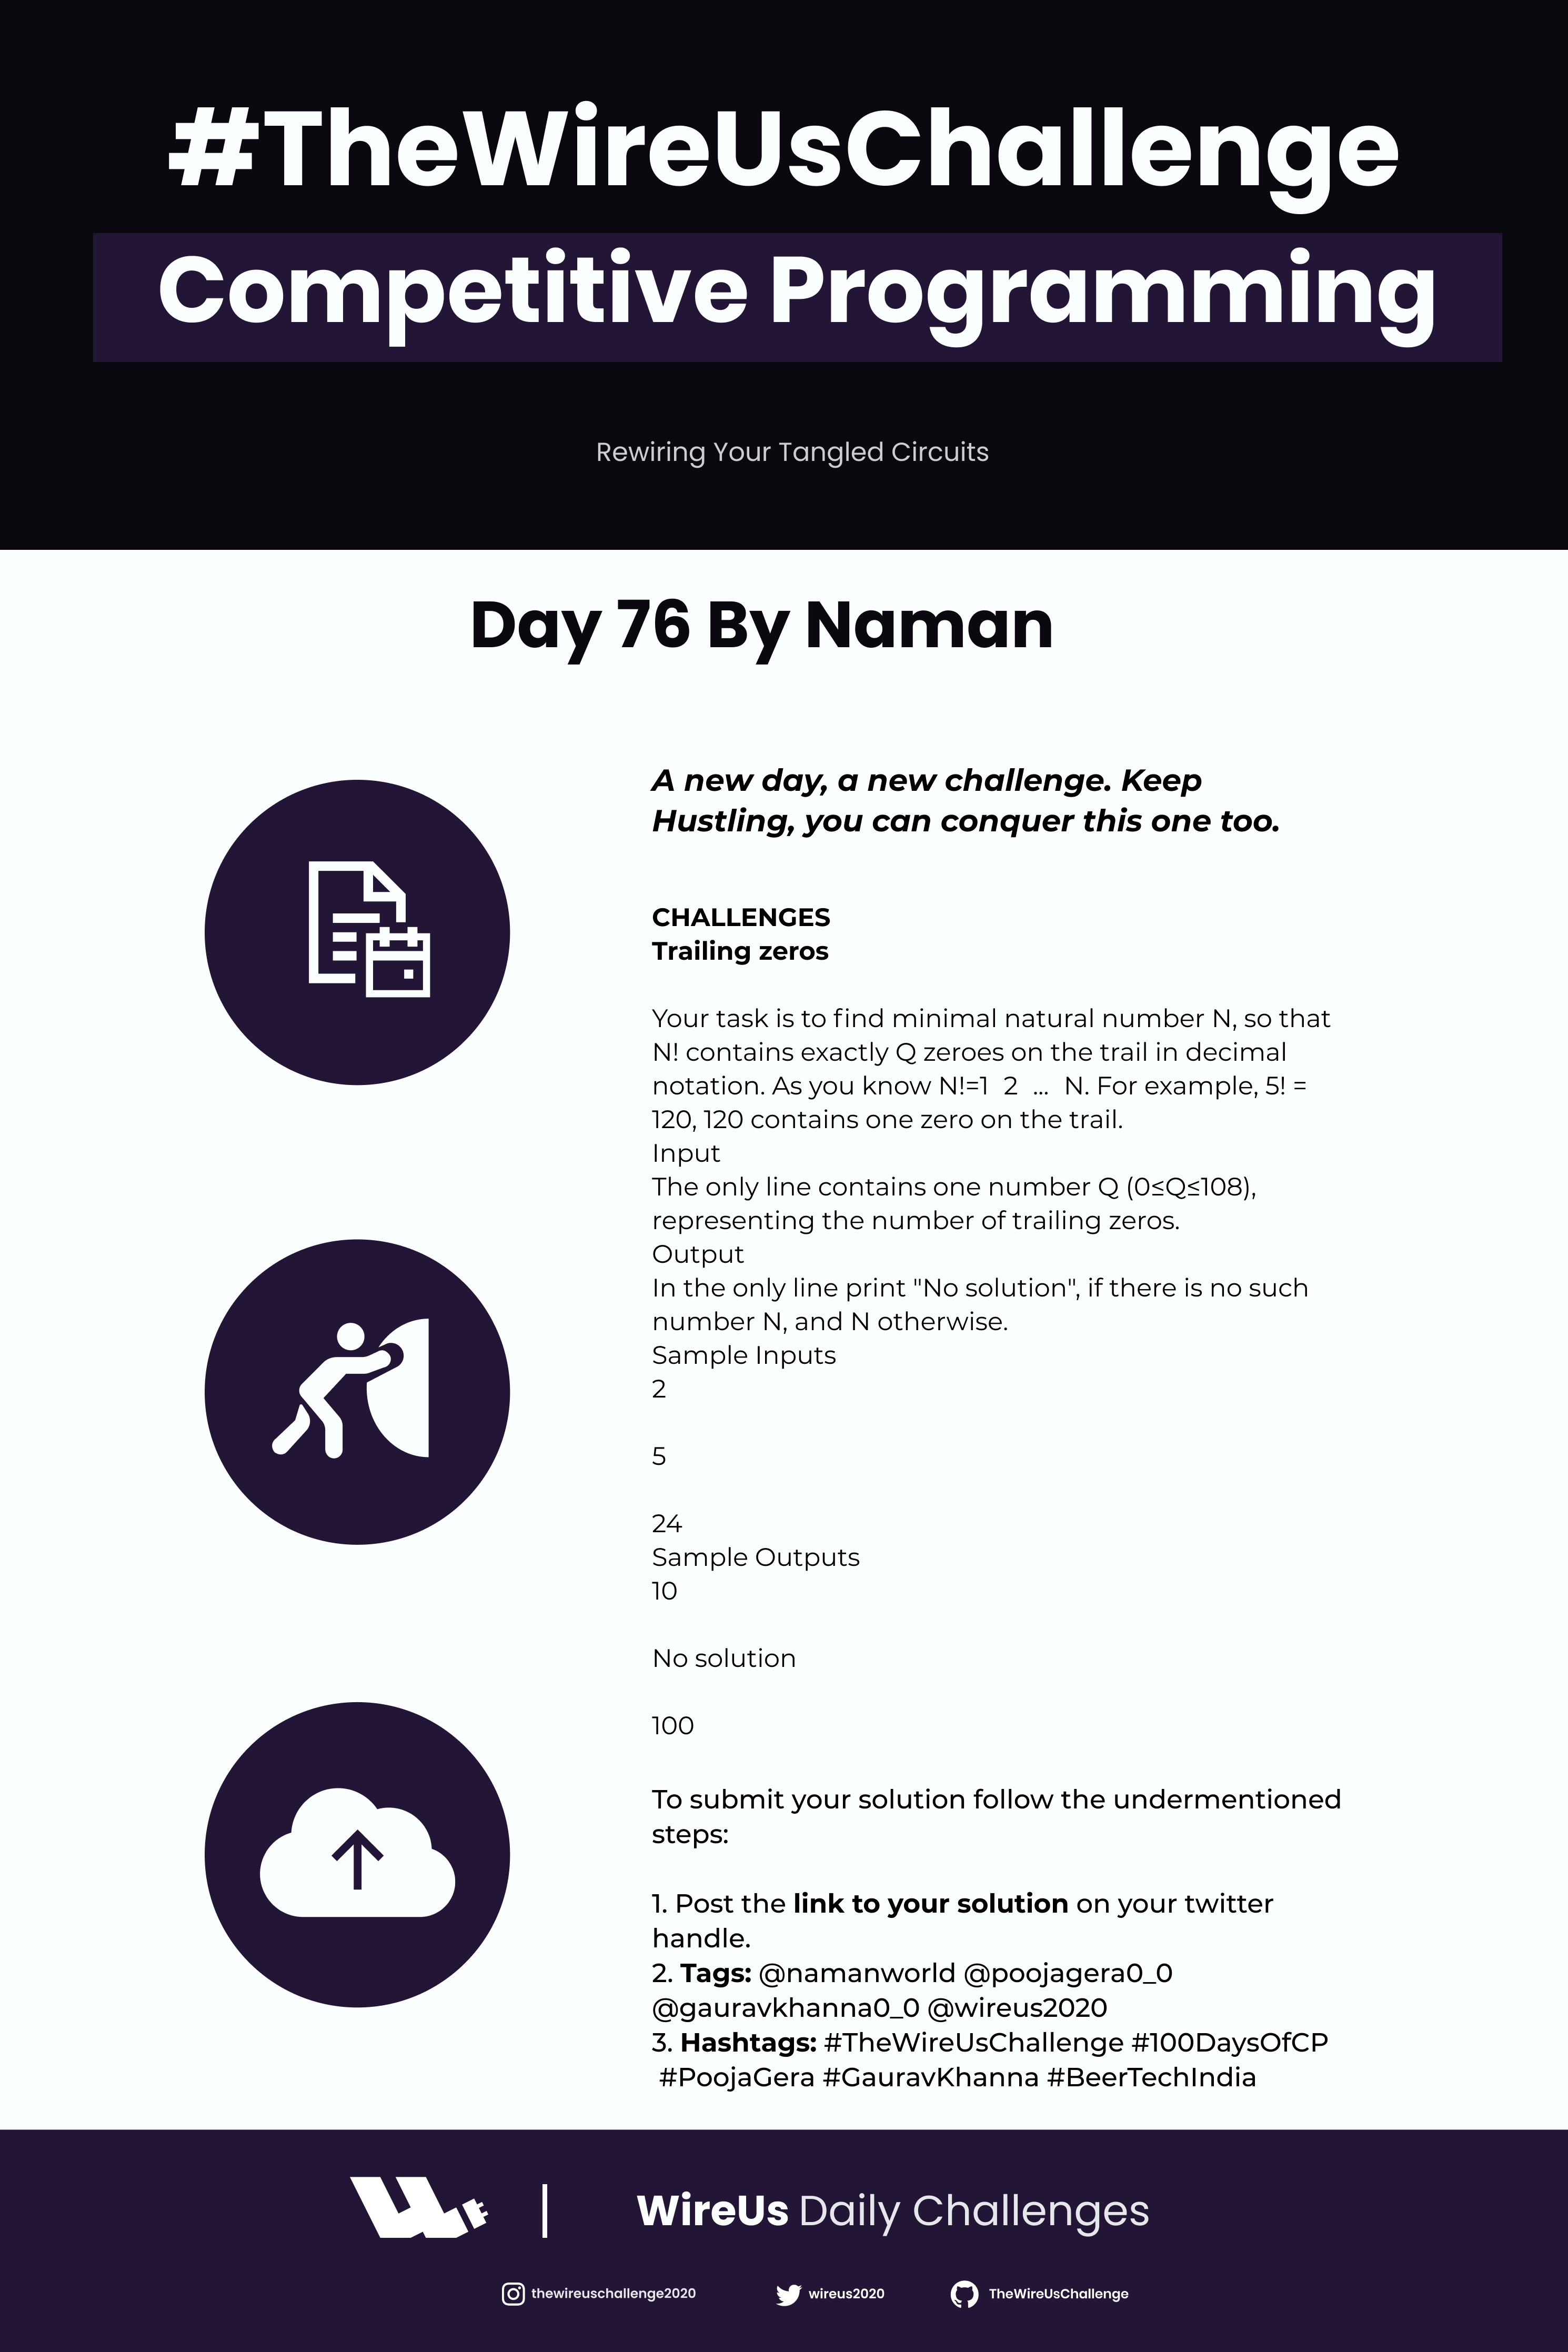 #TheWireUsChallenge
Competitive Programming
Rewiring Your Tangled Circuits
Day 76 By Naman
A new day, a new challenge. Keep
Hustling, you can conquer this one too.
CHALLENGES
Trailing zeros
Your task is to find minimal natural number N, so that
N! contains exactly Q zeroes on the trail in decimal
notation. As you know N!=1  2  ...  N. For example, 5! =
120, 120 contains one zero on the trail.
Input
The only line contains one number Q (0≤Q≤108),
representing the number of trailing zeros.
Output
In the only line print "No solution", if there is no such
number N, and N otherwise.
Sample Inputs
2
5
24
Sample Outputs
10
No solution
100
To submit your solution follow the undermentioned
steps:
1. Post the link to your solution on your twitter
handle.
2. Tags: @namanworld @poojagera0_0
@gauravkhanna0_0 @wireus2020
3. Hashtags: #TheWireUsChallenge #100DaysOfCP
#PoojaGera #GauravKhanna #BeerTechIndia
WireUs Daily Challenges
thewireuschallenge2020
wireus2020
TheWireUsChallenge